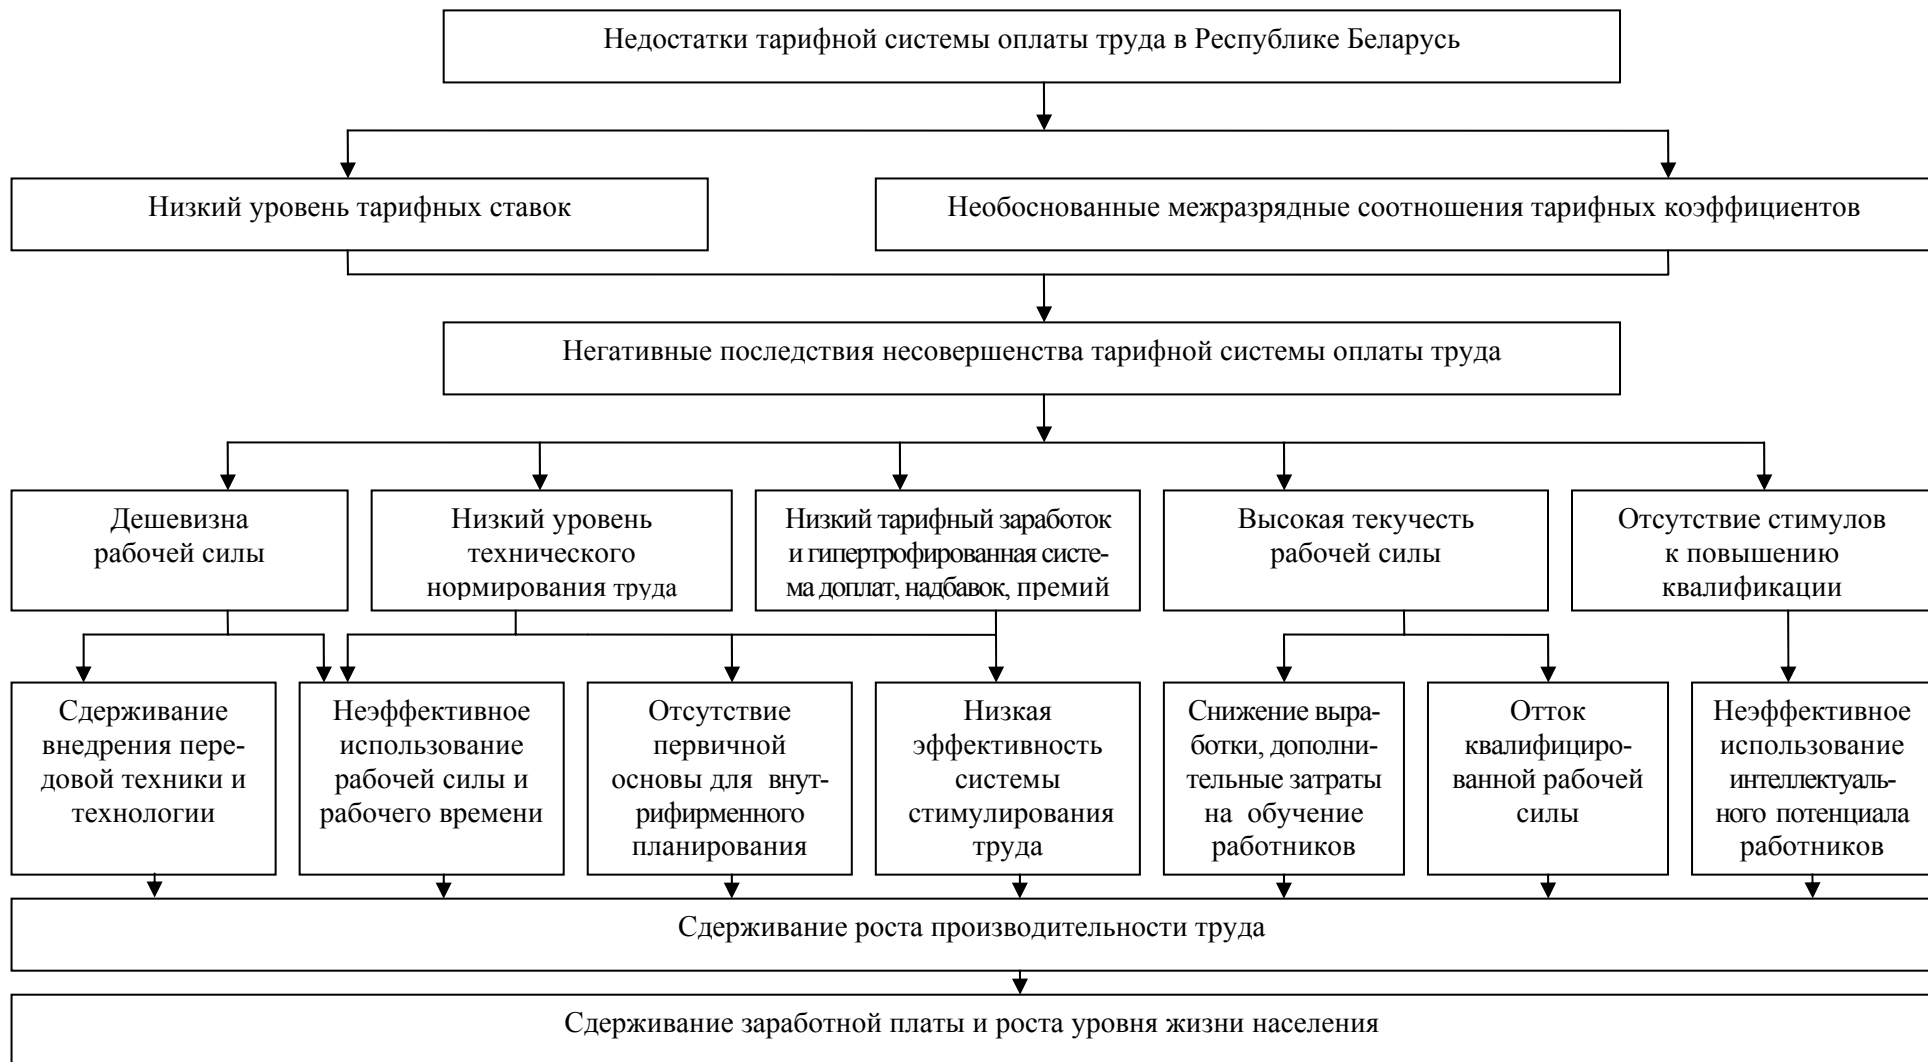 Недостатки тарифной системы оплаты труда в Республике Беларусь
Низкий уровень тарифных ставок
Необоснованные межразрядные соотношения тарифных коэффициентов
Негативные последствия несовершенства тарифной системы оплаты труда
Дешевизна
рабочей силы
Низкий уровень
технического
нормирования труда
Низкий тарифный заработок
и гипертрофированная систе-
ма доплат, надбавок, премий
Высокая текучесть
рабочей силы
Отсутствие стимулов
к повышению
квалификации
Сдерживание
внедрения пере-
довой техники и
технологии
Неэффективное
использование
рабочей силы и
рабочего времени
Отсутствие
первичной
основы для внут-
рифирменного
планирования
Низкая
эффективность
системы
стимулирования
труда
Снижение выра-
ботки, дополни-
тельные затраты
на обучение
работников
Отток
квалифициро-
ванной рабочей
силы
Неэффективное
использование
интеллектуаль-
ного потенциала
работников
Сдерживание роста производительности труда
Сдерживание заработной платы и роста уровня жизни населения